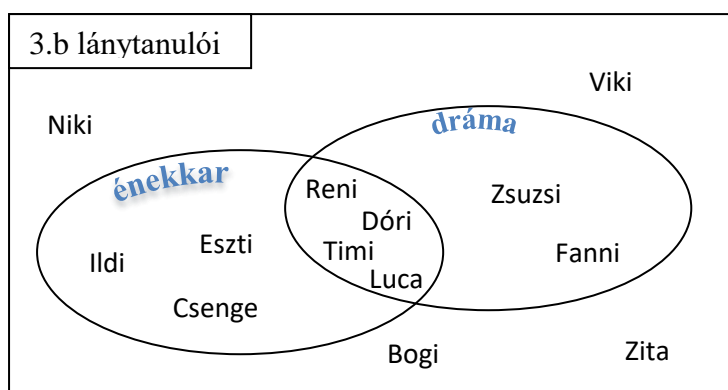 3.b lánytanulói
Viki
Niki
dráma
énekkar
Reni
Zsuzsi
Dóri
Eszti
Timi
Fanni
Ildi
Luca
Csenge
Bogi
Zita